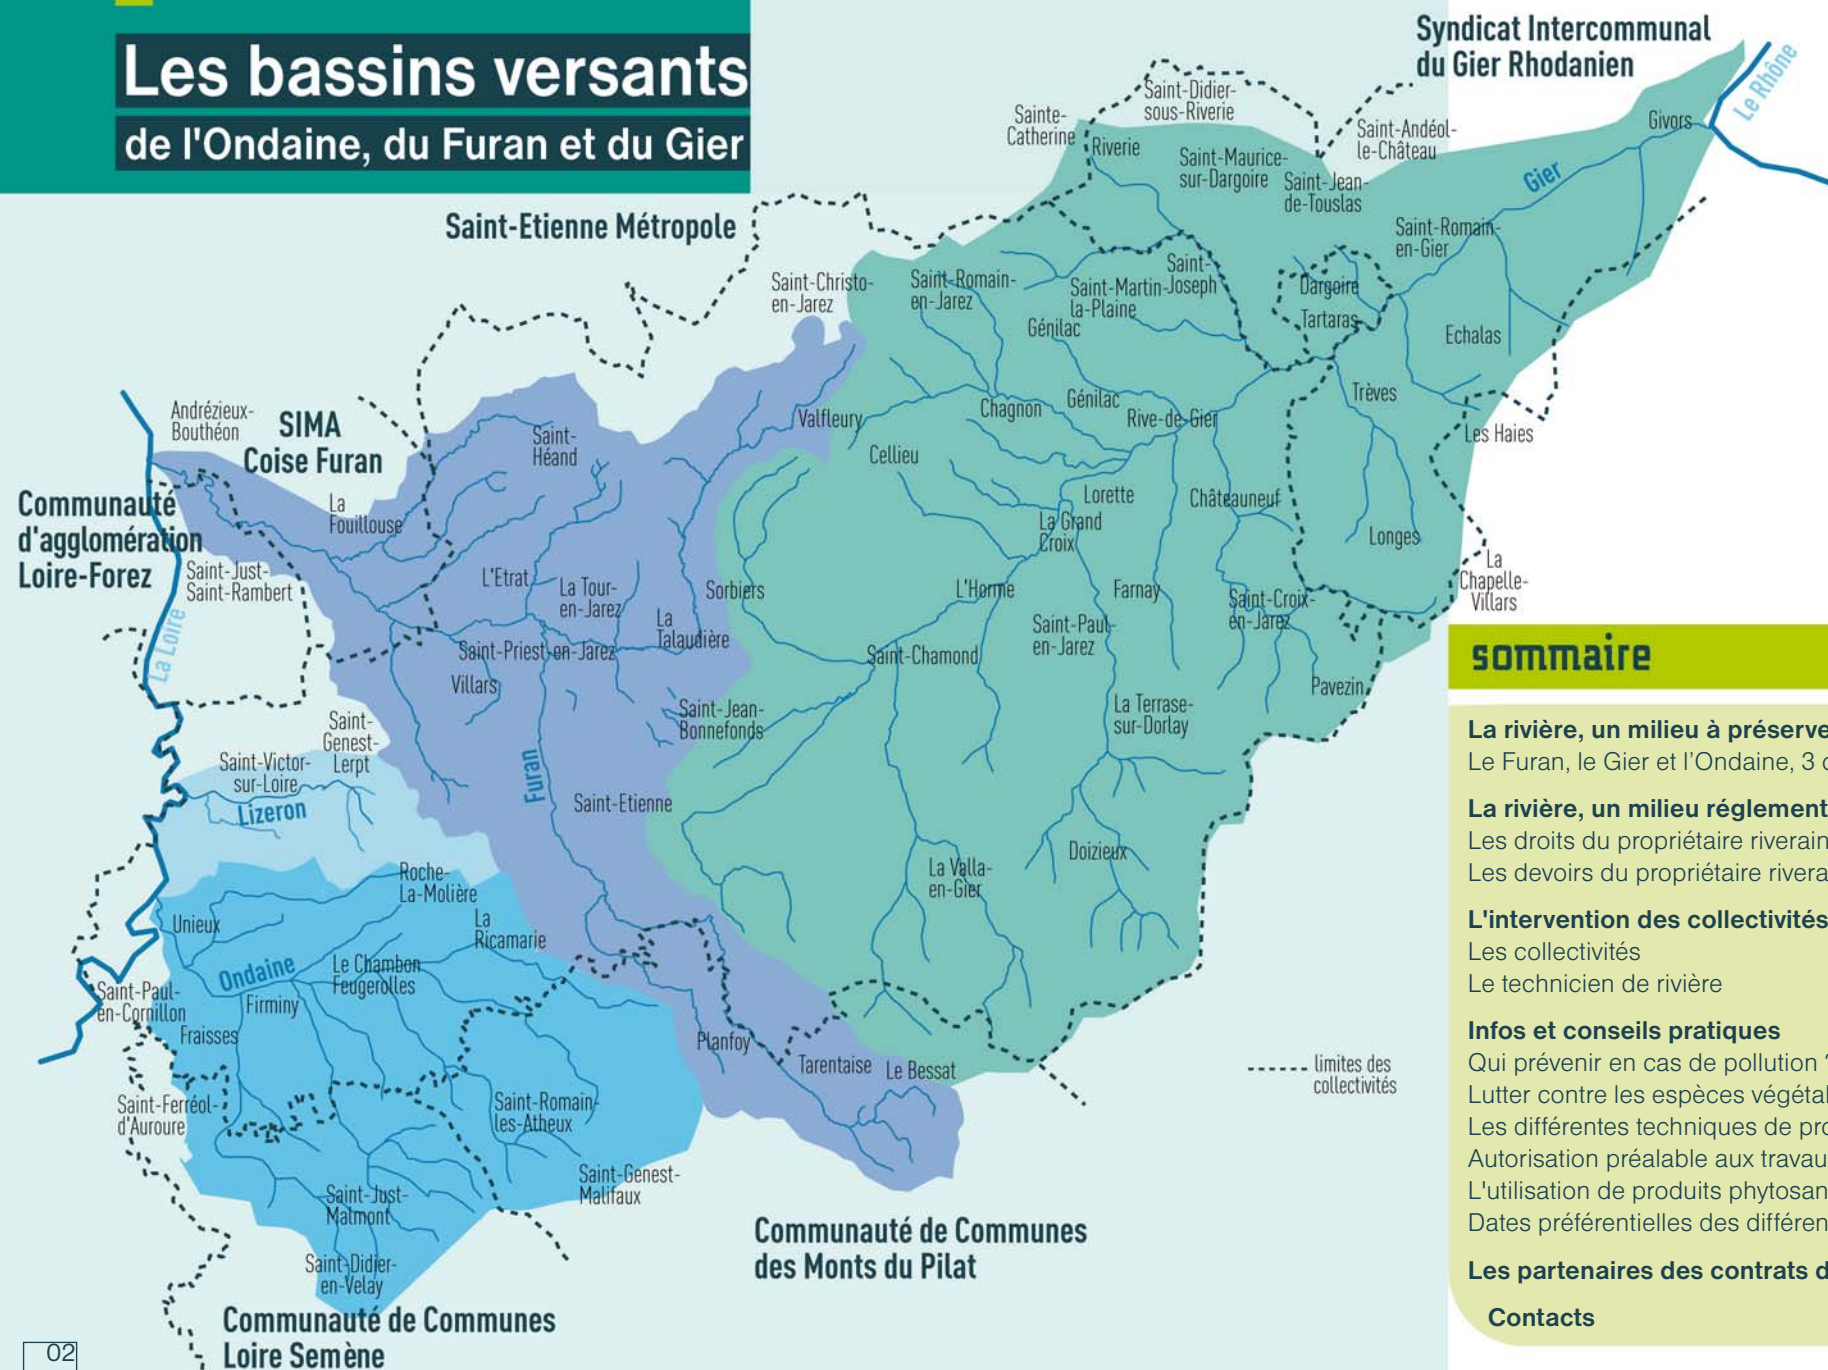 Les bassins versants
de l'Ondaine, du Furan et du Gier
Syndicat Intercommunal
du Gier Rhodanien
Le Rhône
Saint-Didier-
sous-Riverie
Sainte-
Catherine
Riverie
Saint-Andéol-
le-Château
Givors
Saint-Maurice-
sur-Dargoire
Saint-Jean-
de-Touslas
Gier
Saint-Romain-
en-Gier
Saint-Etienne Métropole
Saint-Christo-
en-Jarez
Saint-Romain-
en-Jarez
Saint-Martin-
la-Plaine
Saint-
Joseph
Dargoire
Tartaras
Génilac
Echalas
Andrézieux-
Bouthéon
SIMA
Coise Furan
Saint-
Héand
Valfleury
Chagnon
Génilac
Rive-de-Gier
Trèves
Les Haies
Cellieu
Communauté
d'agglomération
Loire-Forez
La
Fouillouse
Lorette
Châteauneuf
La Grand
Croix
Longes
Saint-Just-
Saint-Rambert
L'Etrat
La Tour-
en-Jarez
Sorbiers
L'Horme
Farnay
Saint-Croix-
en-Jarez
La
Chapelle-
Villars
La Loire
La
Talaudière
Saint-Priest-en-Jarez
Saint-Chamond
Saint-Paul-
en-Jarez
Villars
Pavezin
Saint-Jean-
Bonnefonds
La Terrase-
sur-Dorlay
Saint-
Genest-
Lerpt
Saint-Victor-
sur-Loire
Lizeron
Furan
Saint-Etienne
Doizieux
La Valla-
en-Gier
Roche-
La-Molière
Unieux
La
Ricamarie
Ondaine
Le Chambon
Feugerolles
Saint-Paul-
en-Cornillon
Firminy
Fraisses
Planfoy
Tarentaise
Le Bessat
limites des
collectivités
Saint-Ferréol-
d'Auroure
Saint-Romain-
les-Atheux
Saint-Genest-
Malifaux
Saint-Just-
Malmont
Saint-Didier-
en-Velay
Communauté de Communes
des Monts du Pilat
Communauté de Communes
Loire Semène
02
sommaire
La rivière, un milieu à préserve
Le Furan, le Gier et l'Ondaine, 3 c
La rivière, un milieu réglement
Les droits du propriétaire riverain
Les devoirs du propriétaire rivera
L'intervention des collectivités
Les collectivités
Le technicien de rivière
Infos et conseils pratiques
Qui prévenir en cas de pollution ?
Lutter contre les espèces végétal
Les différentes techniques de pro
Autorisation préalable aux travau
L'utilisation de produits phytosan
Dates préférentielles des différen
Les partenaires des contrats d
Contacts